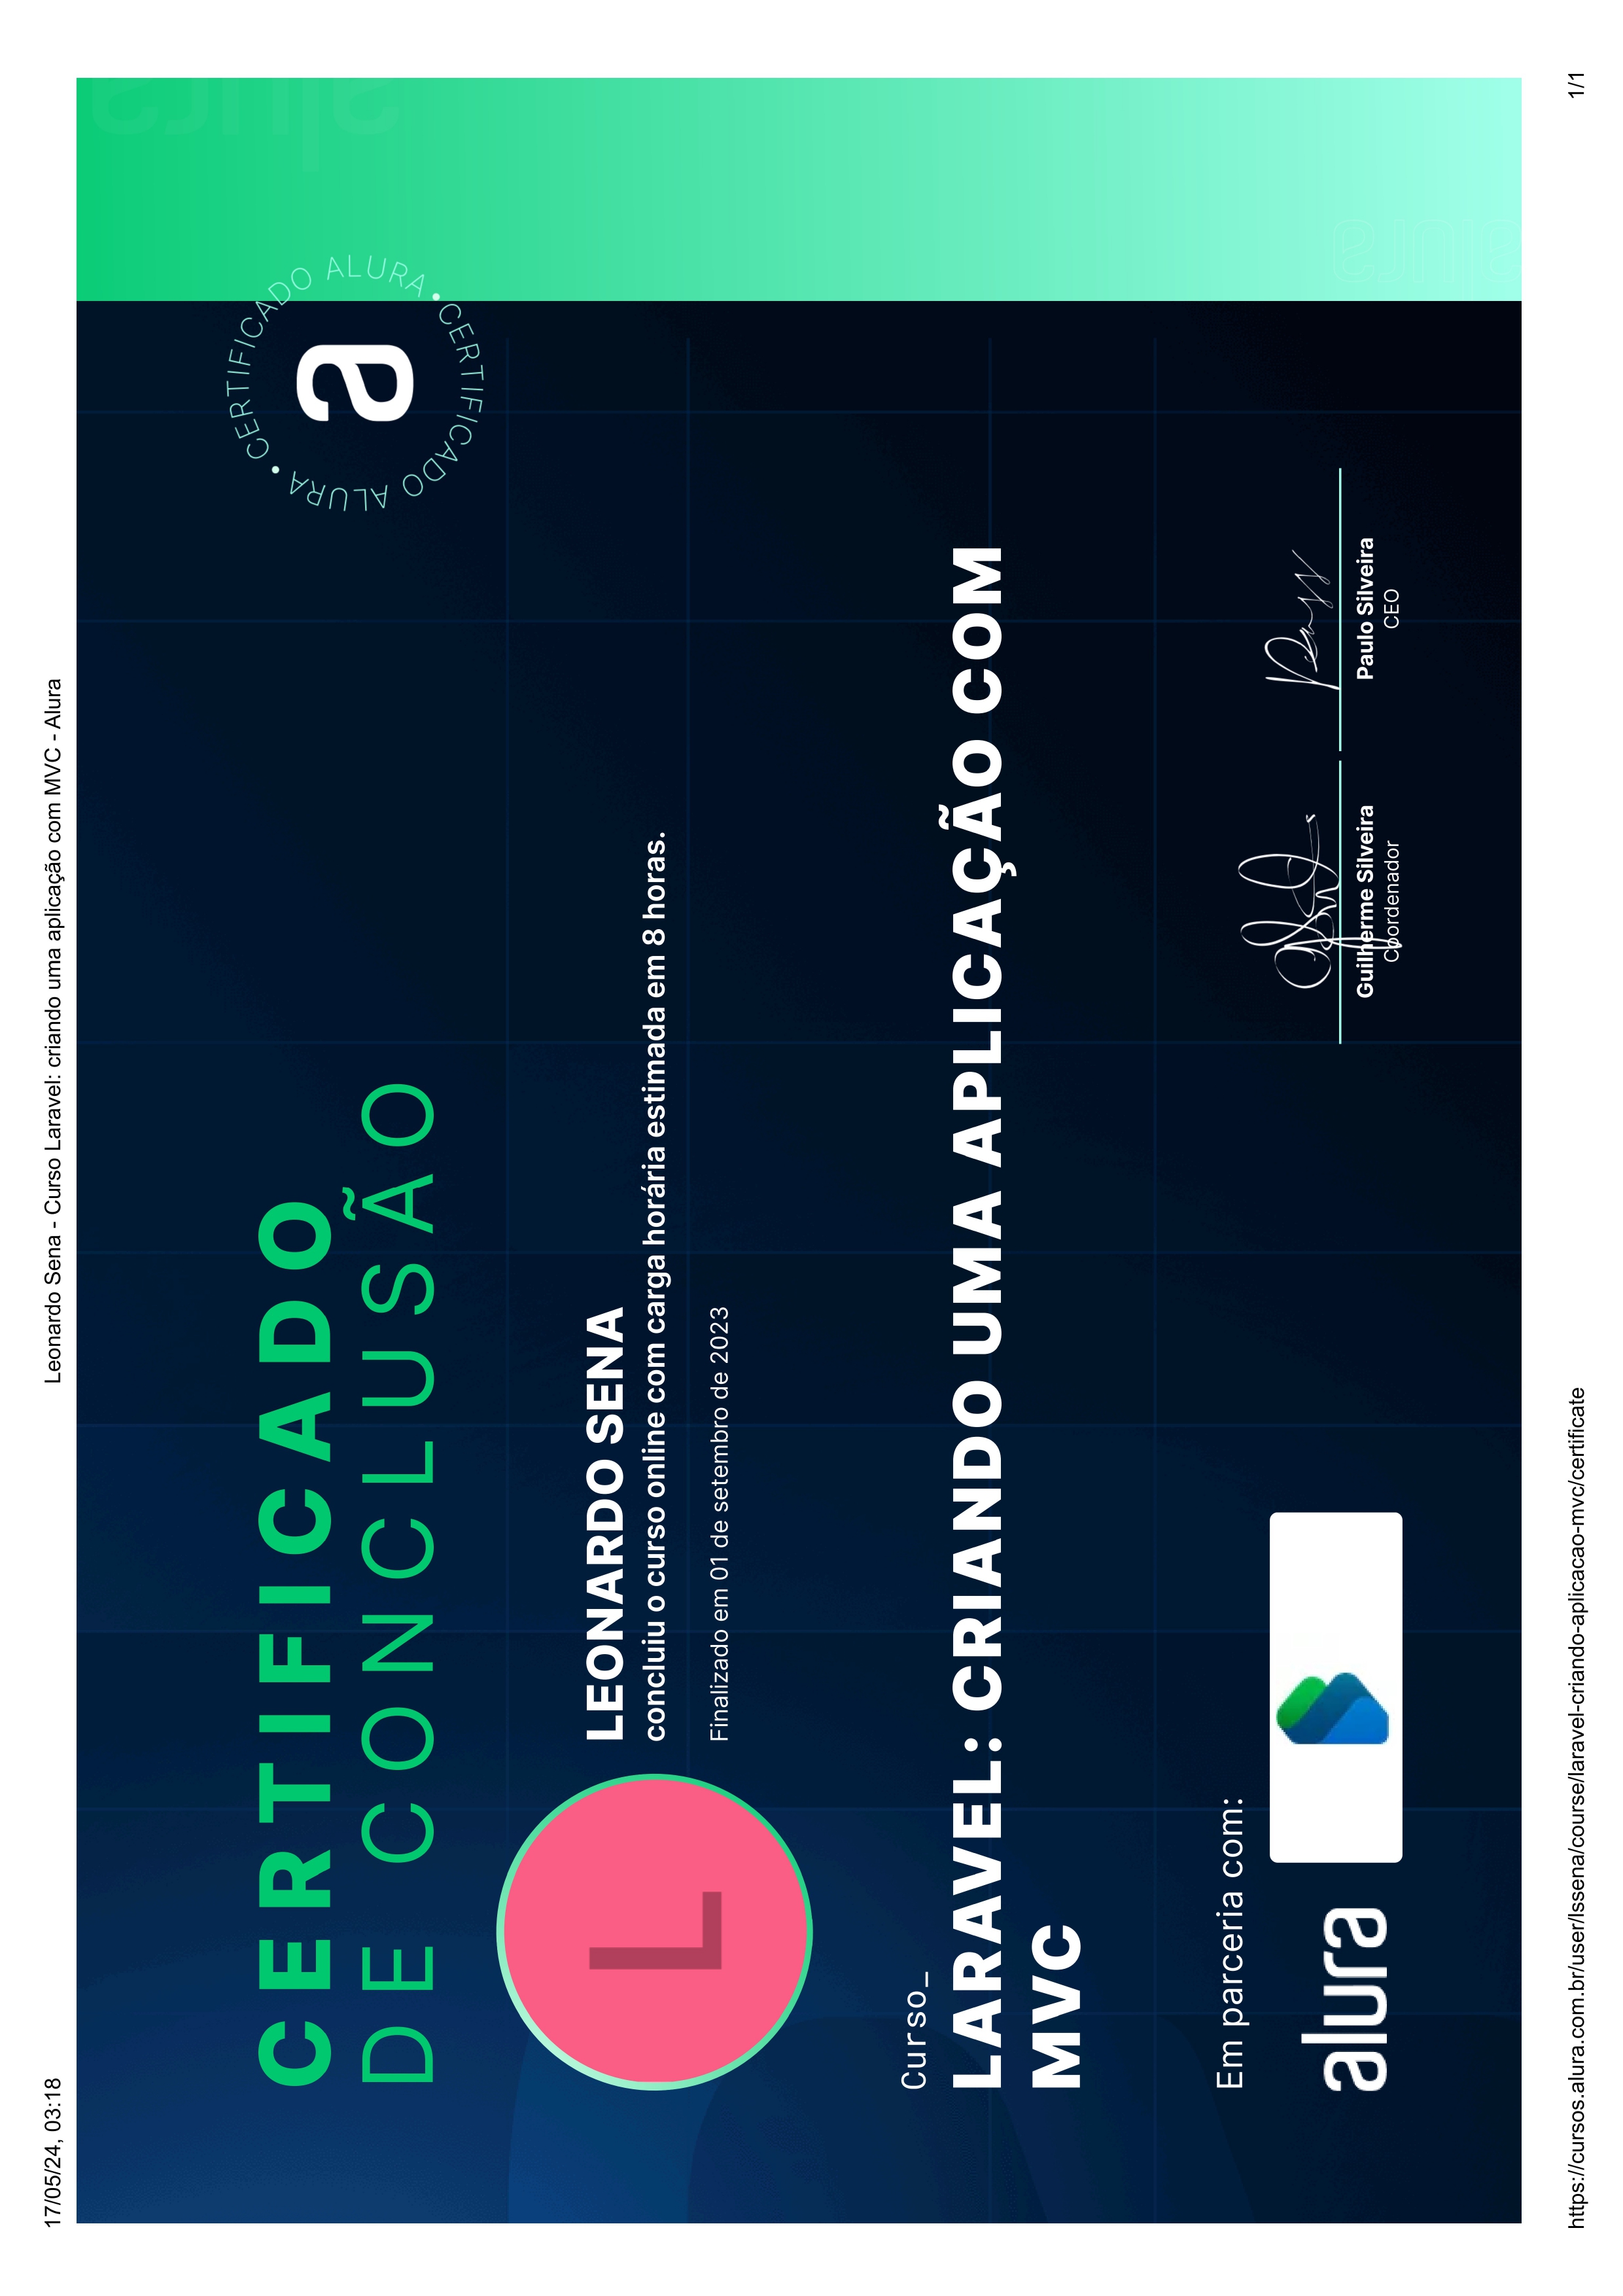 17/05/24, 03:18
Leonardo Sena - Curso Laravel: criando uma aplicação com MVC - Alura
CERTIFICADO
DE CONCLUSÃO
CERTIFICADO ALURA • CERTIFICADO ALURA •
a
alura
L
LEONARDO SENA
concluiu o curso online com carga horária estimada em 8 horas.
Finalizado em 01 de setembro de 2023
Curso_
LARAVEL: CRIANDO UMA APLICAÇÃO COM
MVC
Em parceria com:
alura
Guilherme Silveira
Coordenador
Paulo Silveira
CEO
alura
https://cursos.alura.com.br/user/lssena/course/laravel-criando-aplicacao-mvc/certificate
1/1